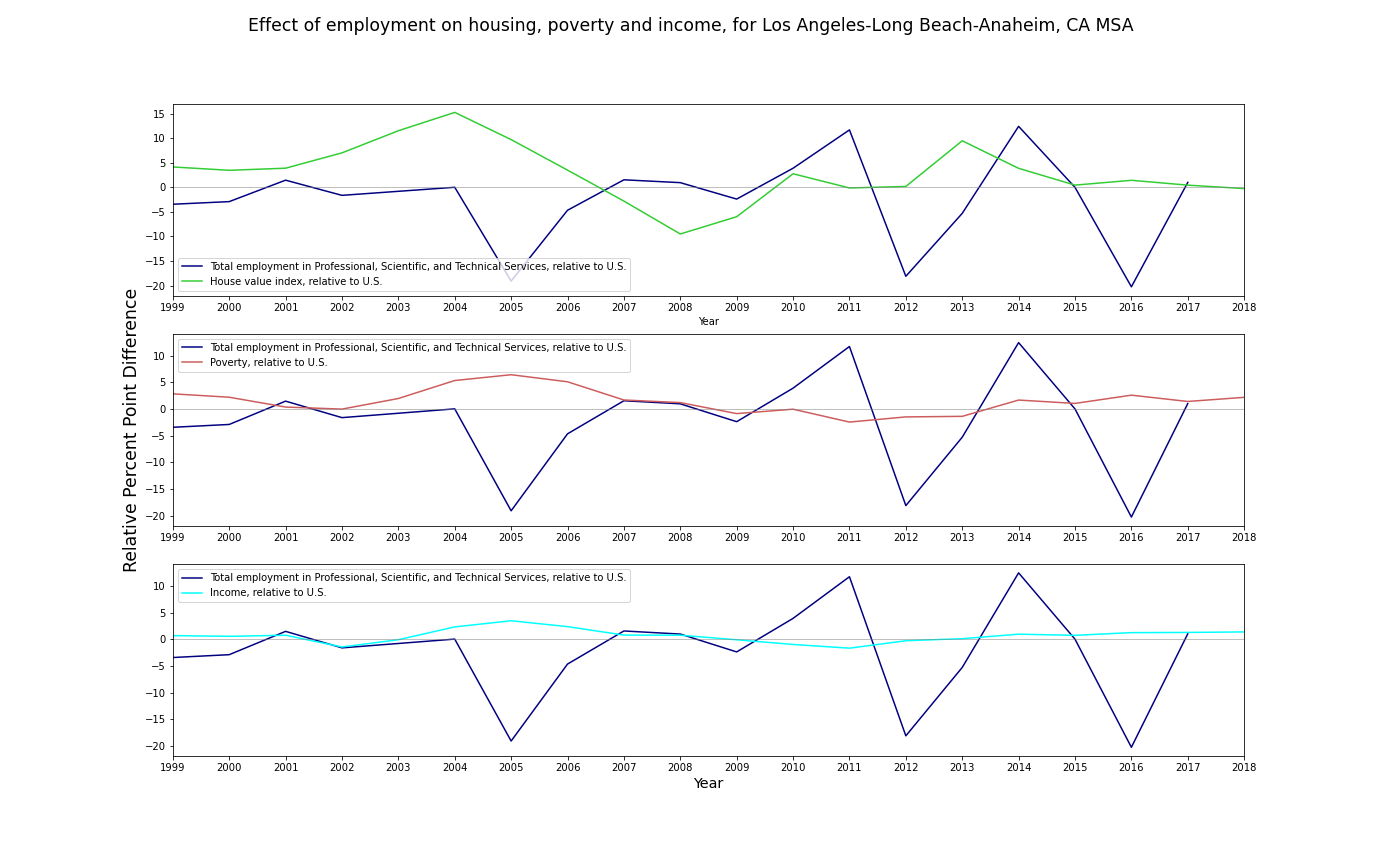 Effect of employment on housing, poverty and income, for Los Angeles-Long Beach-Anaheim, CA MSA
Relative Percent Point Difference
15
10
5
0
−5
−10
−15
−20
Total employment in Professional, Scientific, and Technical Services, relative to U.S.
House value index, relative to U.S.
1999 2000 2001 2002 2003 2004 2005 2006 2007 2008 2009 2010 2011 2012 2013 2014 2015 2016 2017 2018
Year
10
5
0
−5
−10
−15
−20
Total employment in Professional, Scientific, and Technical Services, relative to U.S.
Poverty, relative to U.S.
1999 2000 2001 2002 2003 2004 2005 2006 2007 2008 2009 2010 2011 2012 2013 2014 2015 2016 2017 2018
10
5
0
−5
−10
−15
−20
Total employment in Professional, Scientific, and Technical Services, relative to U.S.
Income, relative to U.S.
1999 2000 2001 2002 2003 2004 2005 2006 2007 2008 2009 2010 2011 2012 2013 2014 2015 2016 2017 2018
Year